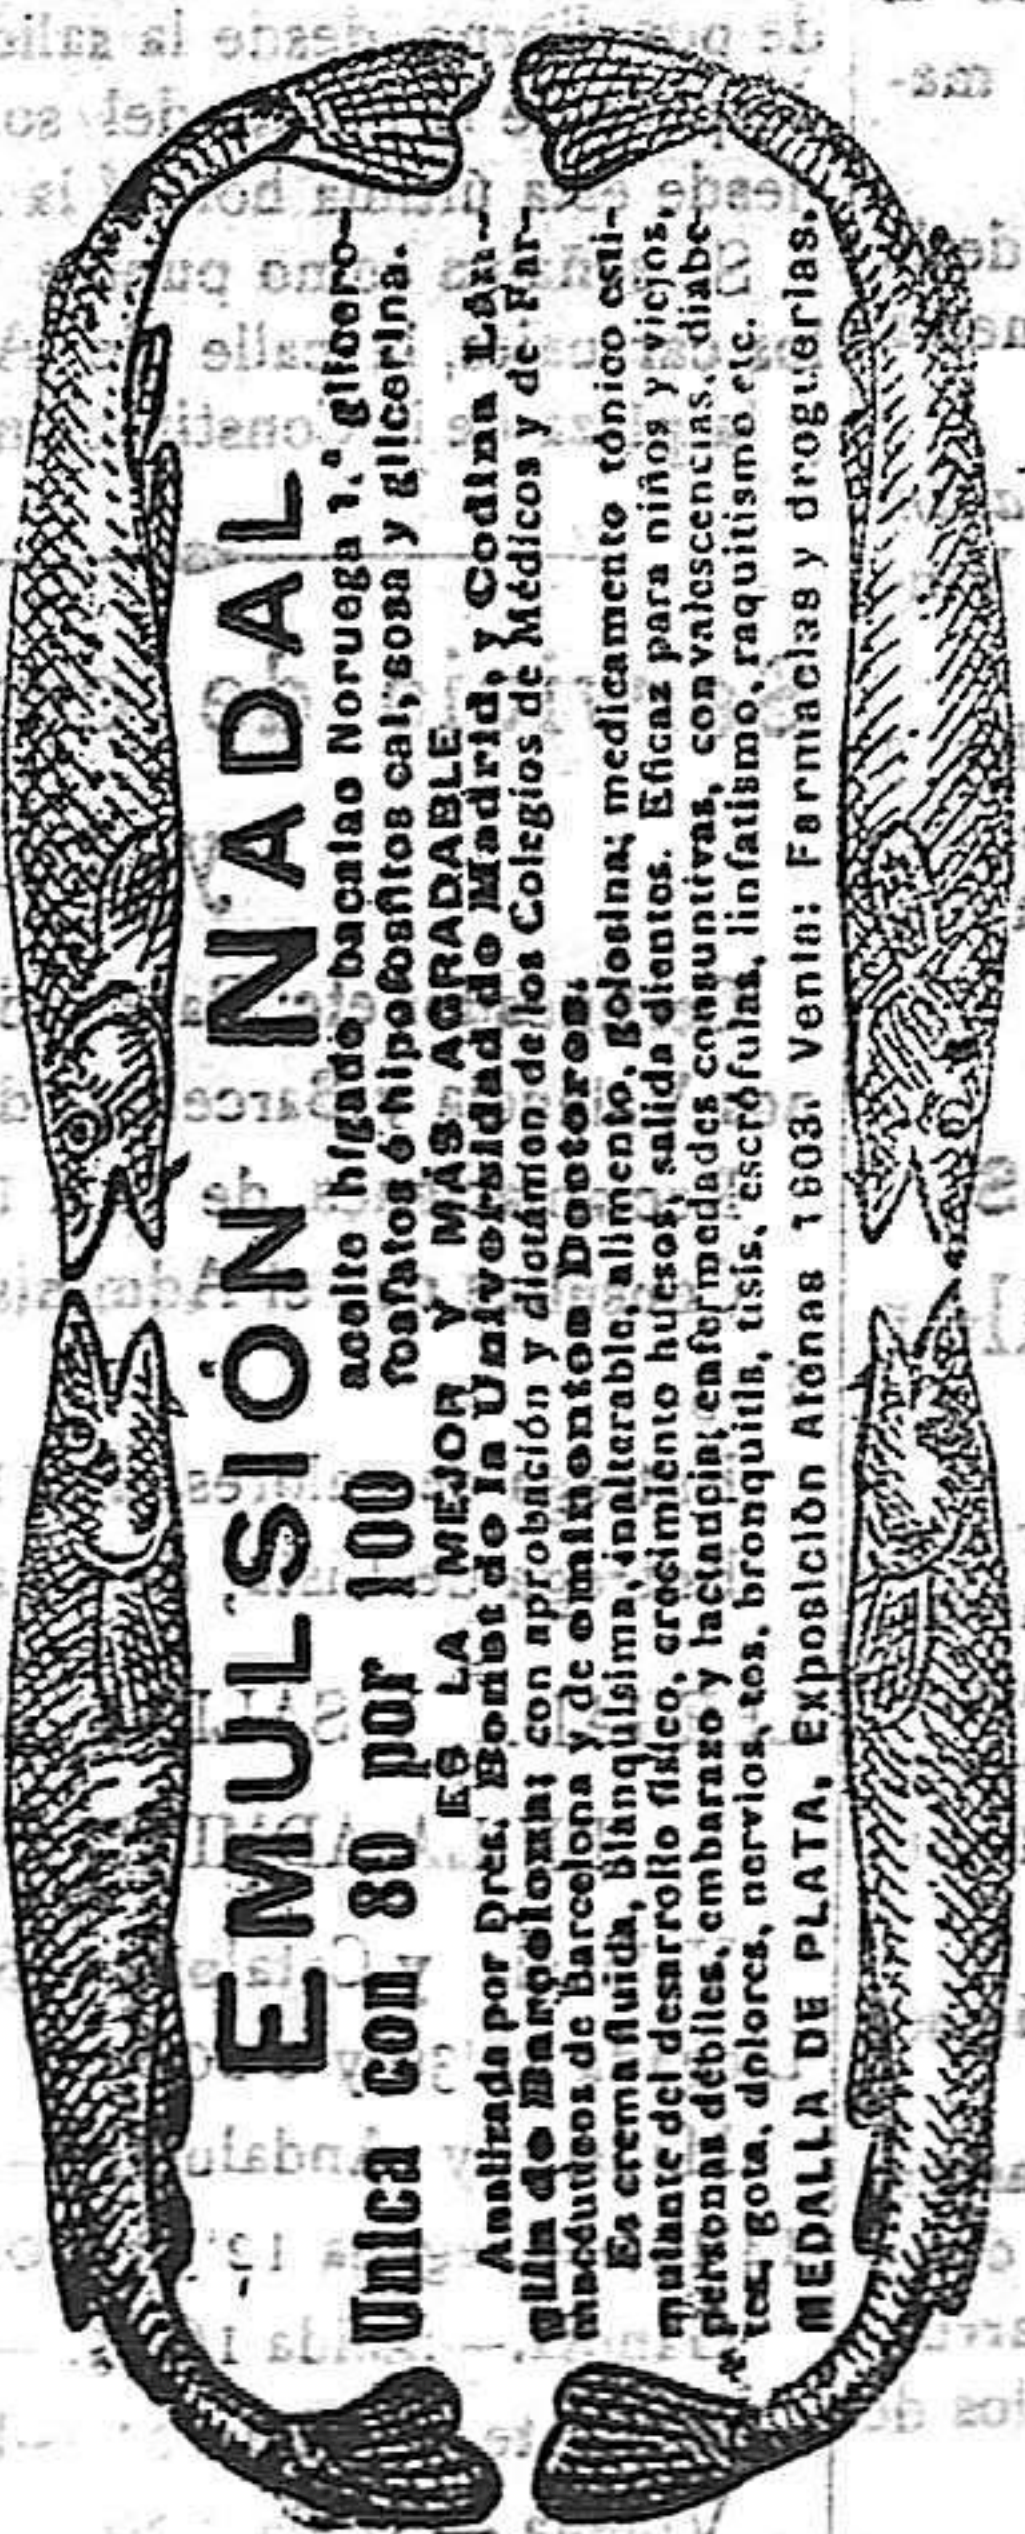 EMULSIÓN NADAL
Unica con 80 por 100 aceite hígado bacalao Noruega 1.ª glicero-
fosfatos é hipofosfitos cal, sosa y glicerina.
ES LA MEJOR Y MÁS AGRADABLE
Analizada por Dres. Bonet de la Universidad de Madrid, y Codina Län-
glin de Barcelona; con aprobación y dictámen de los Colegios de Médicos y de Far-
macéuticos de Barcelona y de eminentes Doctores.
Es crema fluida, blanquísima, inalterable, alimento, golosina; medicamento tónico esti-
mulante del desarrollo físico, crecimiento huesos, salida dientes. Eficaz para niños y viejos,
personas débiles, embarazo y lactancia; enfermedades consuntivas, convalescencias, diabe-
tes, gota, dolores, nervios, tos, bronquitis, tisis, escrófulas, linfatismo, raquitismo etc.
MEDALLA DE PLATA, Exposición Atenas 1903. Venta: Farmacias y droguerías.